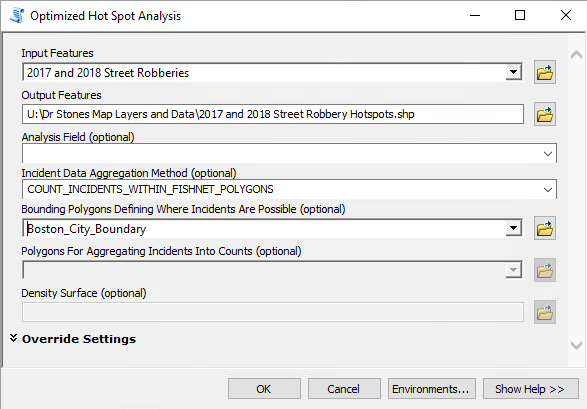 Optimized Hot Spot Analysis
Input Features
2017 and 2018 Street Robberies
Output Features
U:\Dr Stones Map Layers and Data\2017 and 2018 Street Robbery Hotspots.shp
Analysis Field (optional)
Incident Data Aggregation Method (optional)
COUNT_INCIDENTS_WITHIN_FISHNET_POLYGONS
Bounding Polygons Defining Where Incidents Are Possible (optional)
Boston_City_Boundary
Polygons For Aggregating Incidents Into Counts (optional)
Density Surface (optional)
Override Settings
OK Cancel Environments... Show Help >>